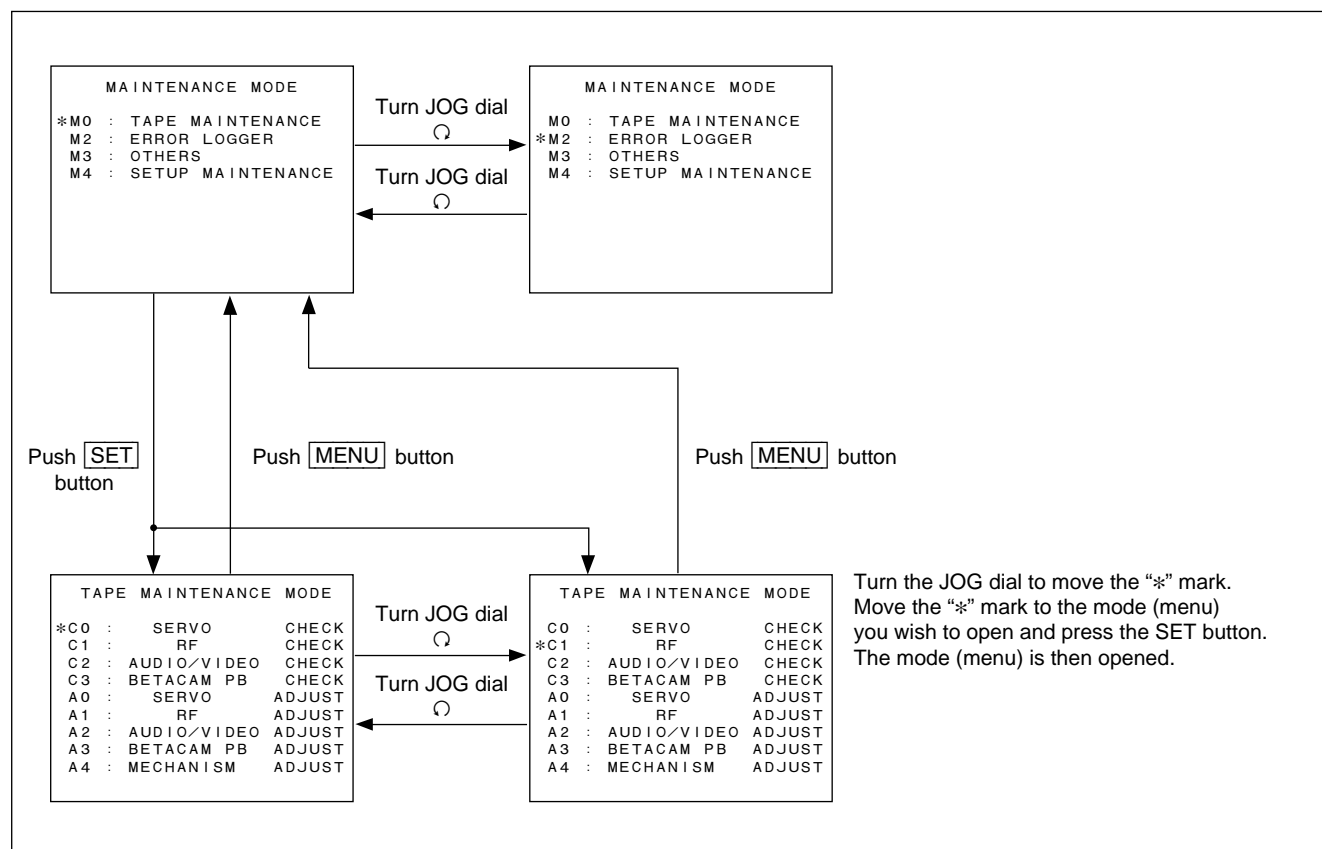 MAINTENANCE MODE
*M0 : TAPE MAINTENANCE
M2 : ERROR LOGGER
M3 : OTHERS
M4 : SETUP MAINTENANCE
Turn JOG dial
Turn JOG dial
MAINTENANCE MODE
M0 : TAPE MAINTENANCE
*M2 : ERROR LOGGER
M3 : OTHERS
M4 : SETUP MAINTENANCE
Push SET
button
Push MENU button
Push MENU button
TAPE MAINTENANCE MODE
*C0 : SERVO CHECK
C1 : RF CHECK
C2 : AUDIO/VIDEO CHECK
C3 : BETACAM PB CHECK
A0 : SERVO ADJUST
A1 : RF ADJUST
A2 : AUDIO/VIDEO ADJUST
A3 : BETACAM PB ADJUST
A4 : MECHANISM ADJUST
Turn JOG dial
Turn JOG dial
TAPE MAINTENANCE MODE
C0 : SERVO CHECK
*C1 : RF CHECK
C2 : AUDIO/VIDEO CHECK
C3 : BETACAM PB CHECK
A0 : SERVO ADJUST
A1 : RF ADJUST
A2 : AUDIO/VIDEO ADJUST
A3 : BETACAM PB ADJUST
A4 : MECHANISM ADJUST
Turn the JOG dial to move the “*” mark.
Move the “*” mark to the mode (menu)
you wish to open and press the SET button.
The mode (menu) is then opened.